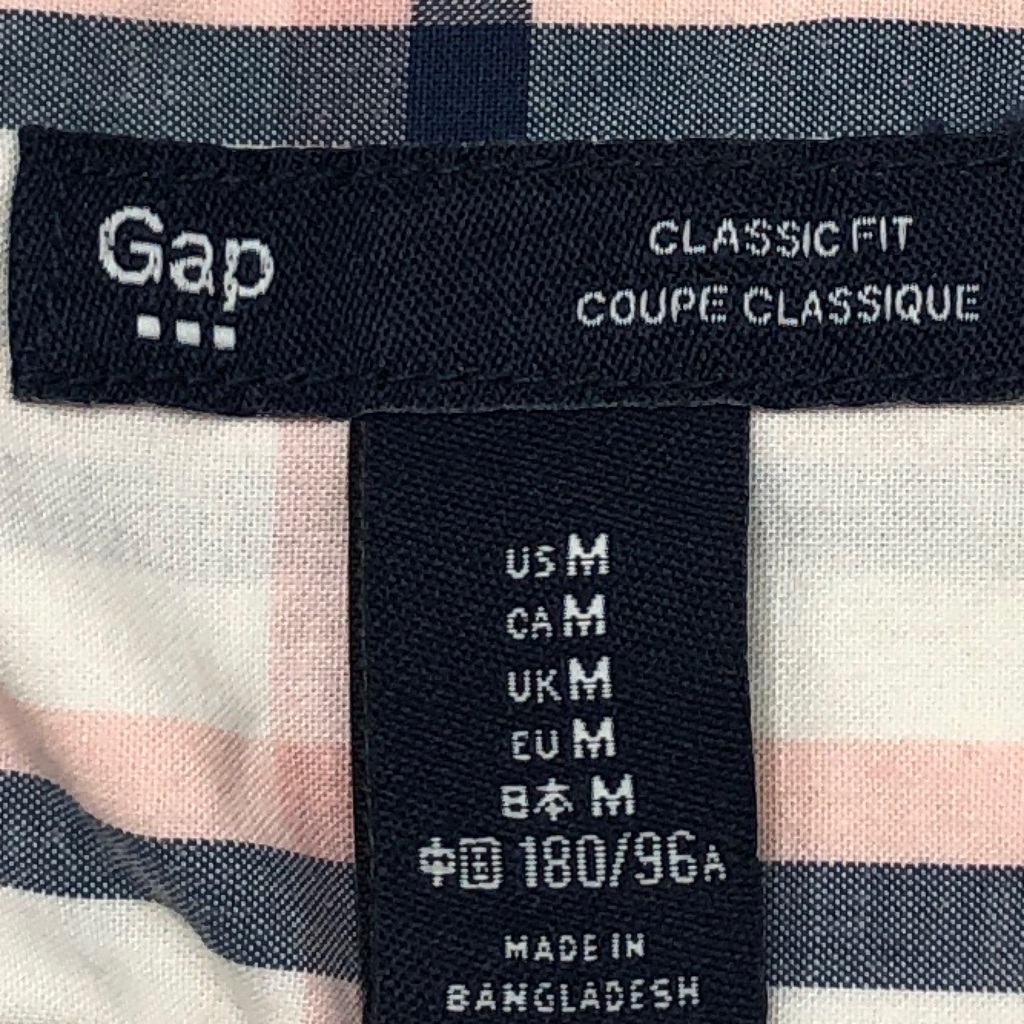 Gap
CLASSIC FIT
COUPE CLASSIQUE
US M
CA M
UK M
EU M
日本 M
中国 180/96A
MADE IN
BANGLADESH